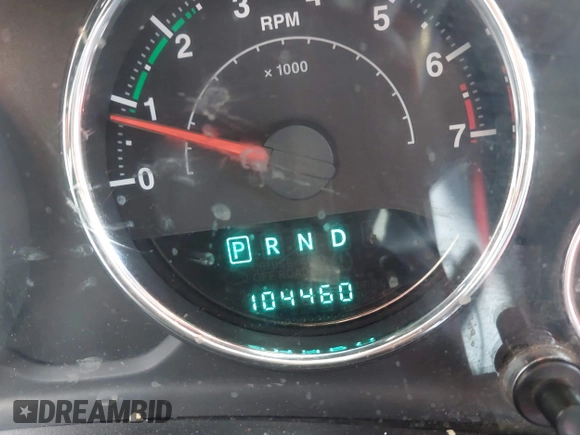 0 1 2 3 4 5 6 7
RPM
x 1000
P R N D
104460
DREAMBID